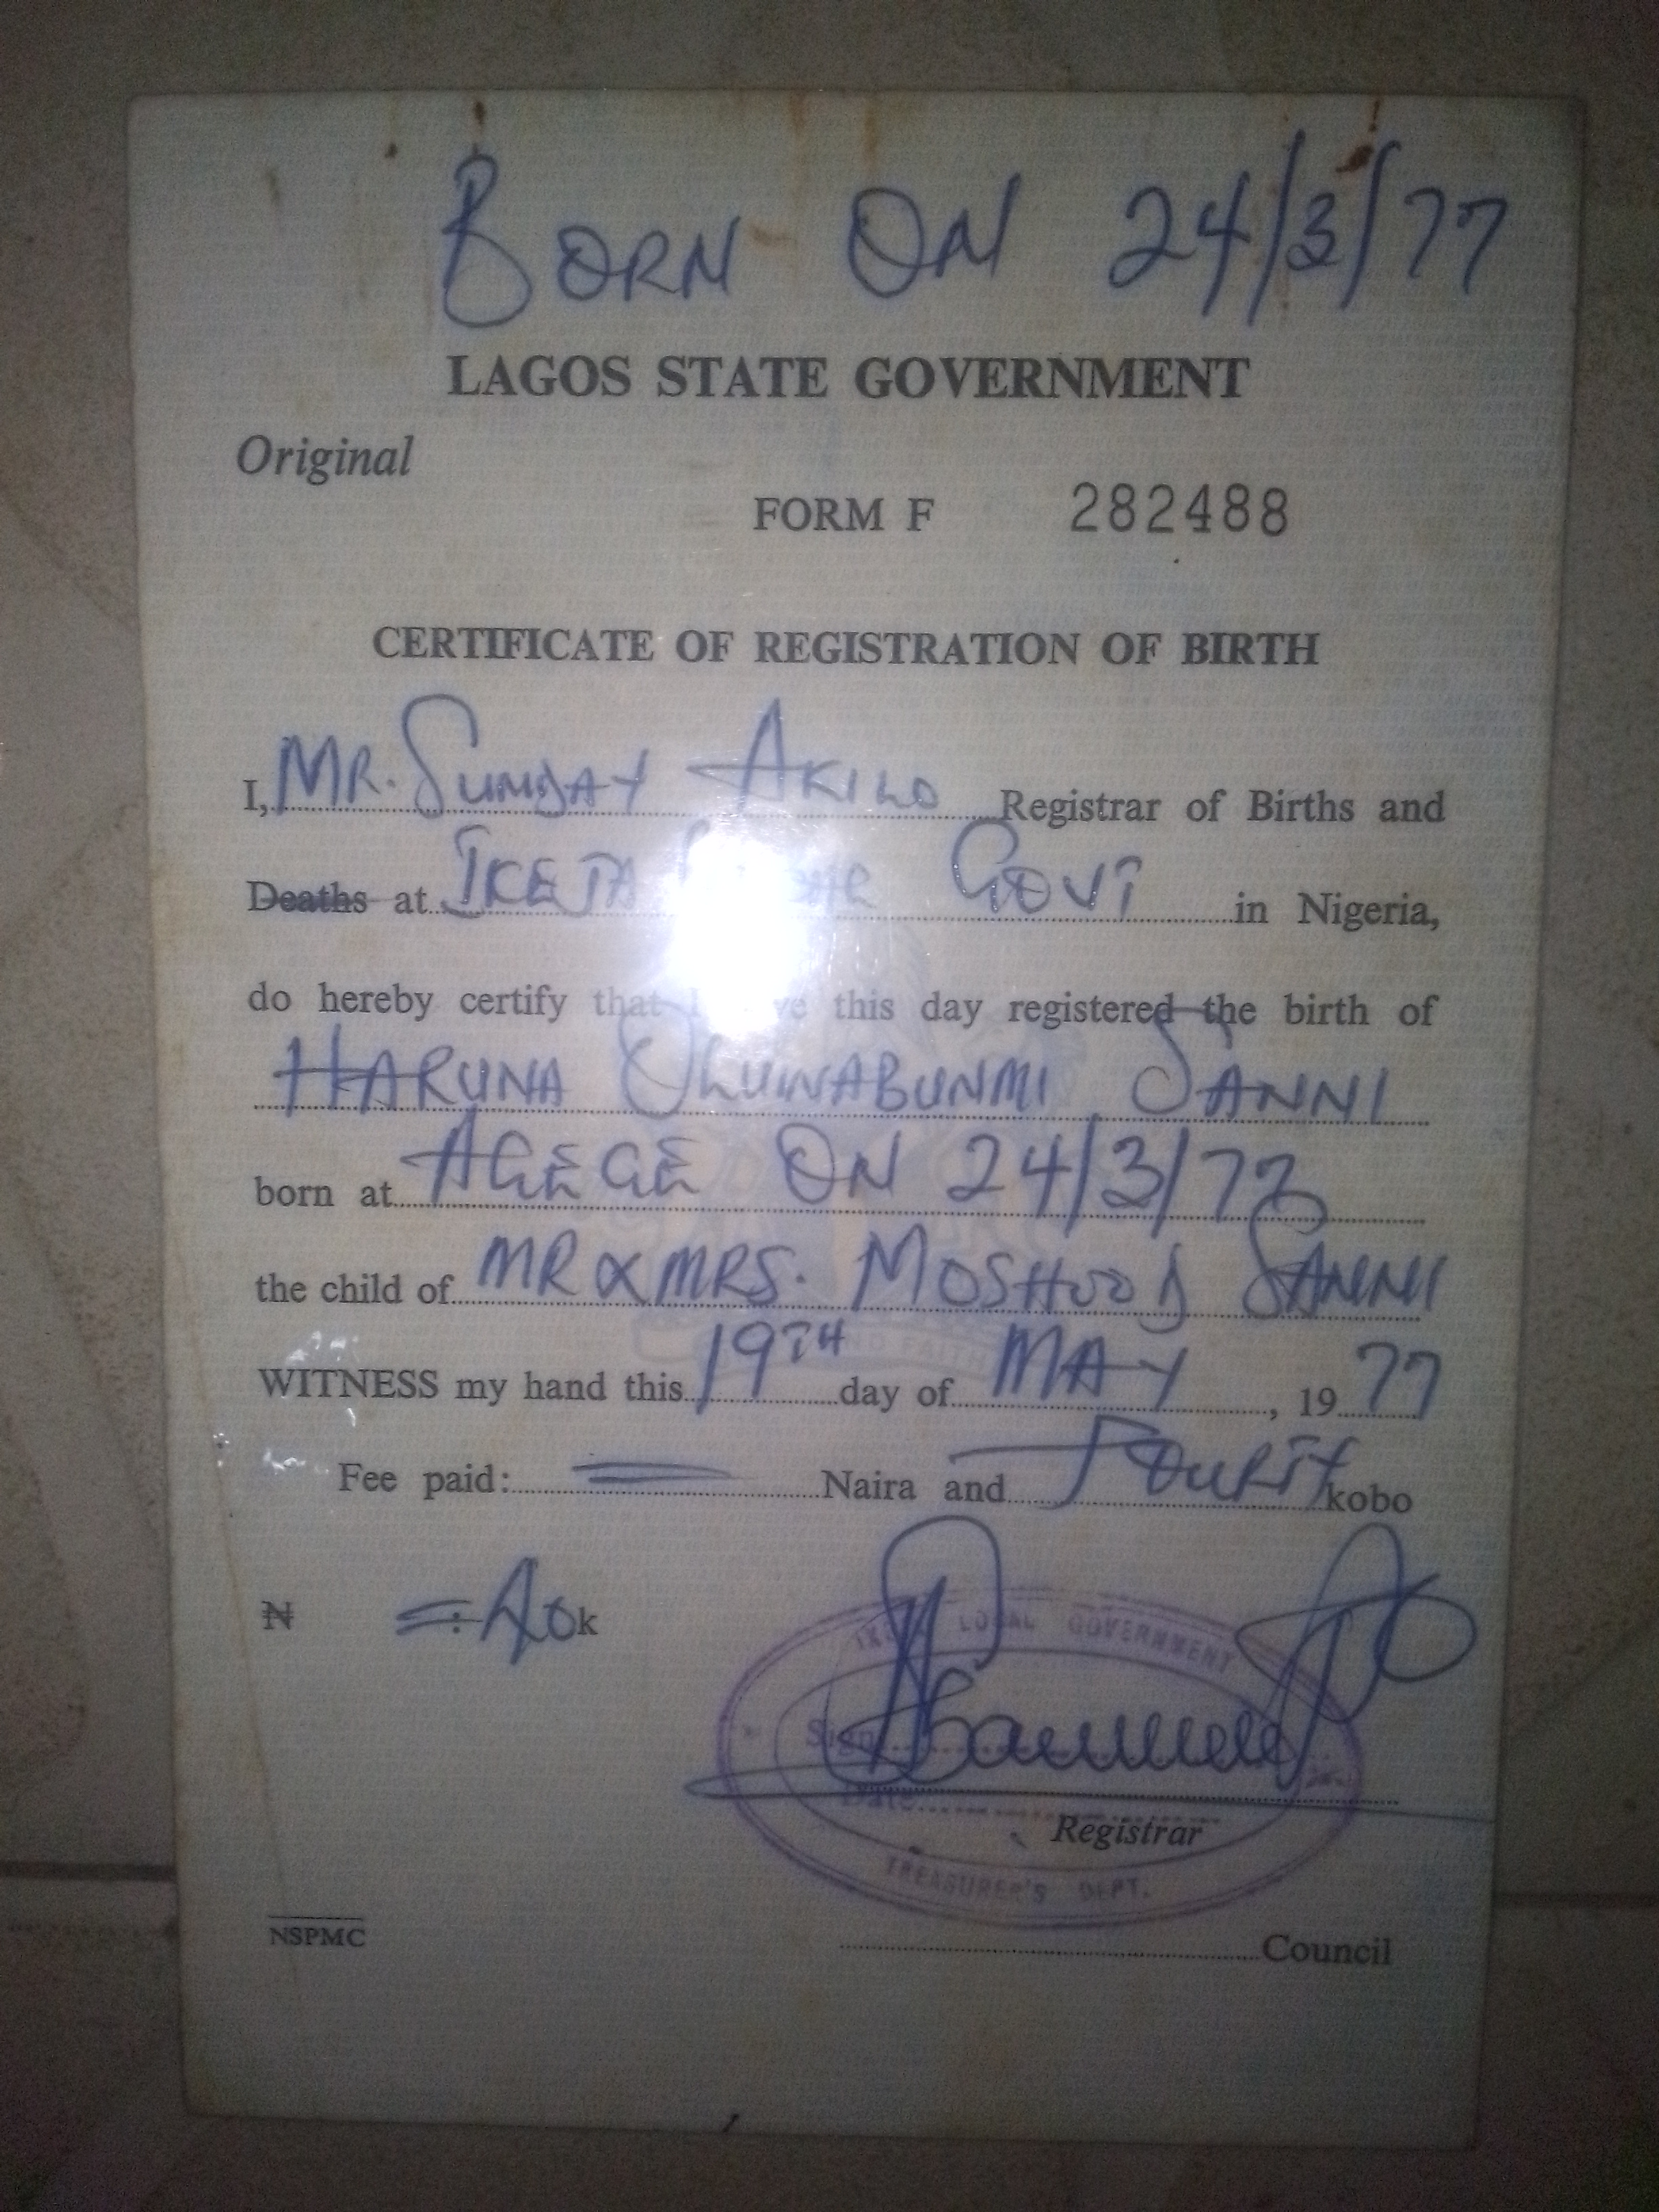 BORN ON 24/3/77
LAGOS STATE GOVERNMENT
Original
FORM F 282488
CERTIFICATE OF REGISTRATION OF BIRTH
I, MR. SUNDAY Registrar of Births and
Deaths at IKEJA GOVT in Nigeria,
do hereby certify that I this day registered the birth of
HARUNA OLUWABUNMI SANNI
born at AGEGE ON 24/3/77
the child of MR & MRS. MOSHOOD SANNI
WITNESS my hand this 19TH day of MAY, 19 77
Fee paid: = Naira and kobo
₦ =:40k
LOCAL GOVERNMENT
Sign
Date
Registrar
TREASURER'S DEPT.
NSPMC
Council